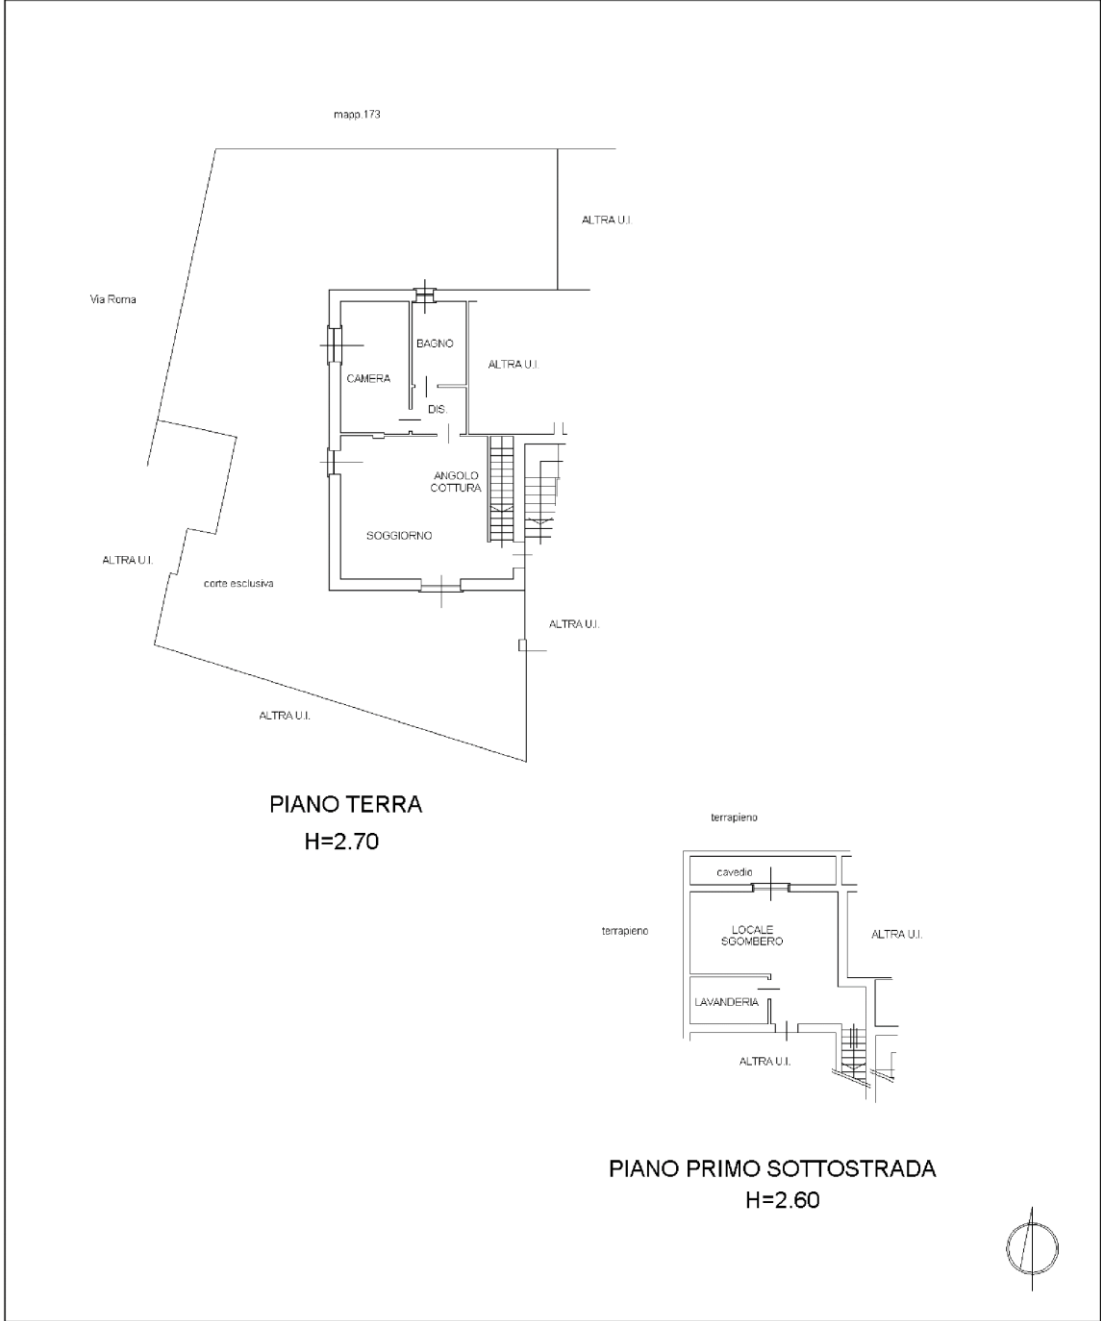 mapp.173
ALTRA U.I.
Via Roma
BAGNO
ALTRA U.I.
CAMERA
DIS.
ANGOLO
COTTURA
SOGGIORNO
ALTRA U.I.
corte esclusiva
ALTRA U.I.
ALTRA U.I.
PIANO TERRA
H=2.70
terrapieno
cavedio
terrapieno
LOCALE
SGOMBERO
ALTRA U.I.
LAVANDERIA
ALTRA U.I.
PIANO PRIMO SOTTOSTRADA
H=2.60